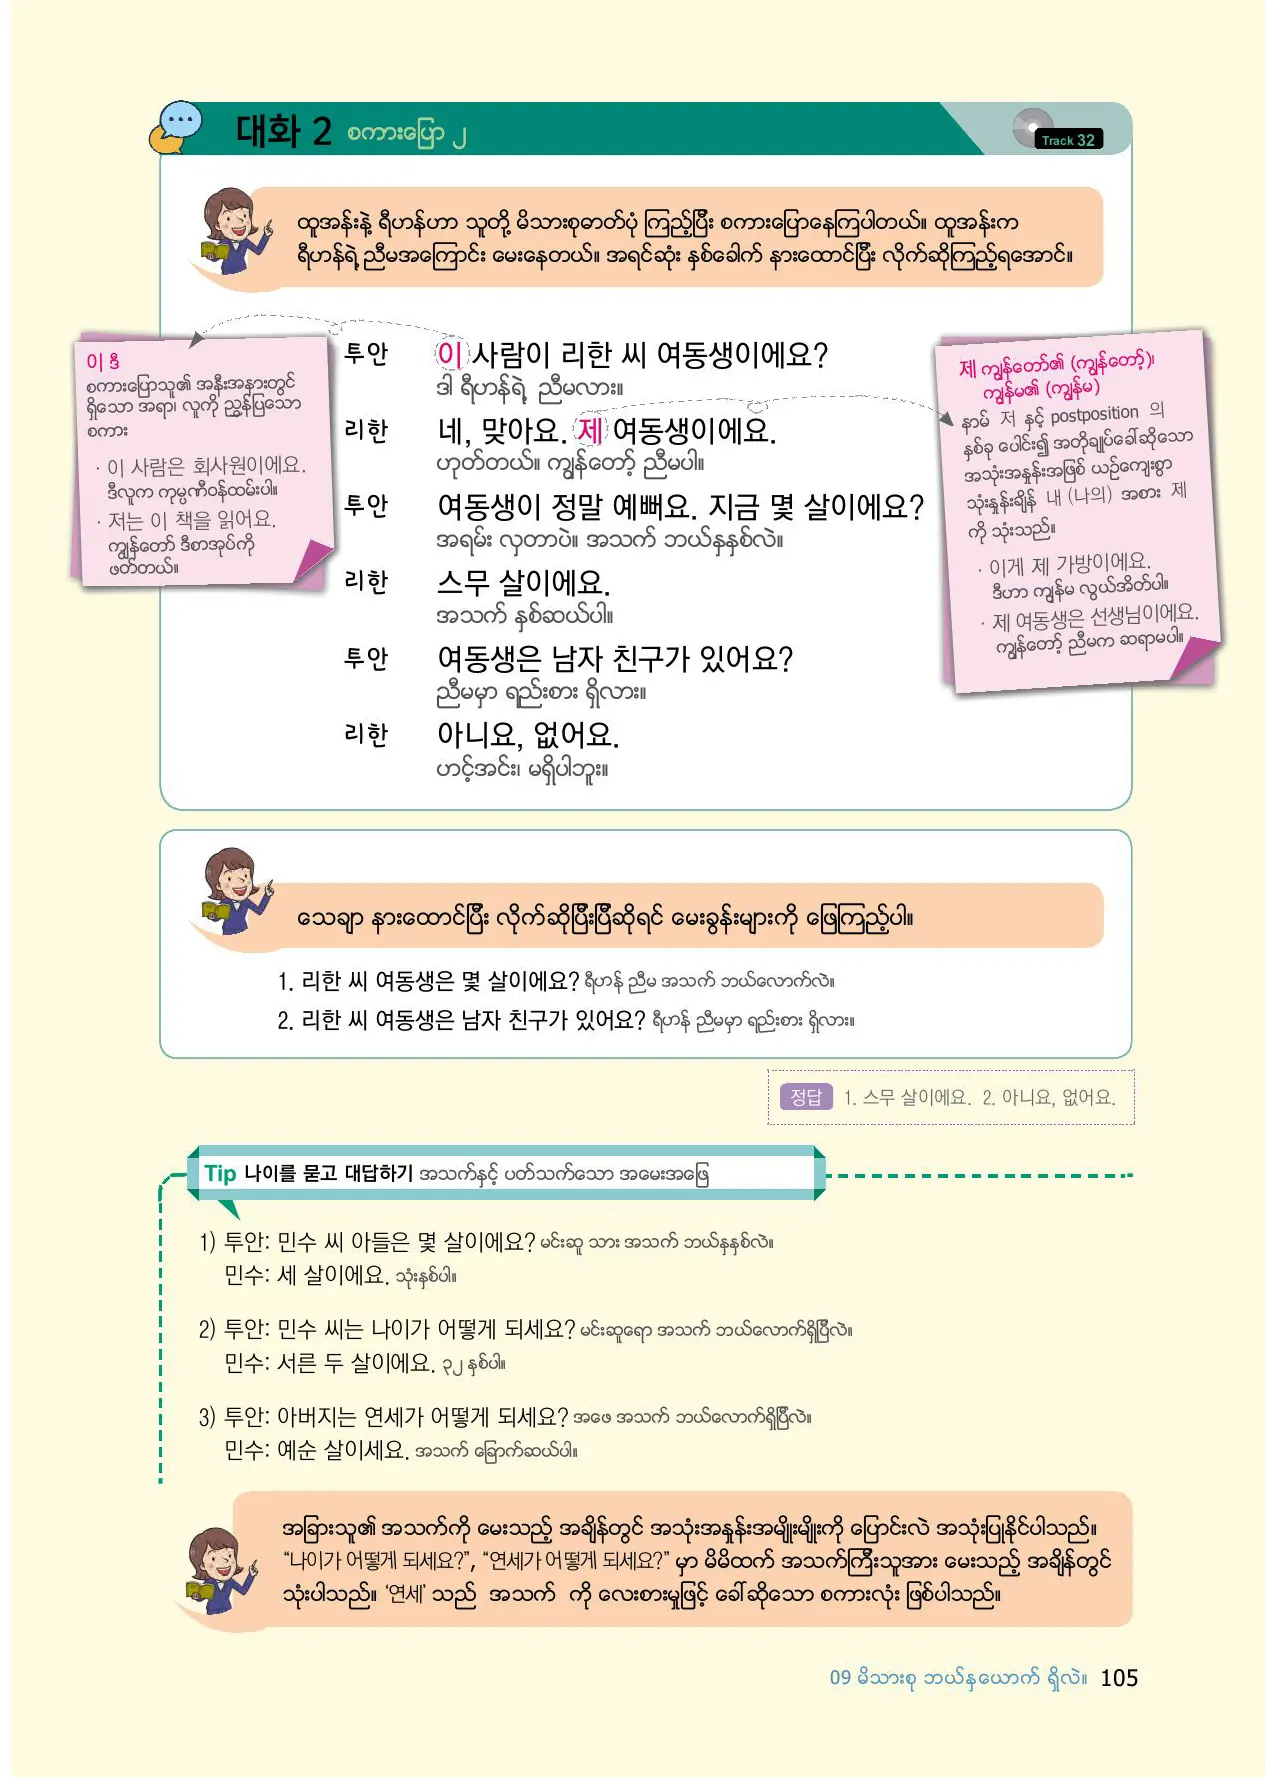 대화 2 စကားပြော ၂
Track 32
ထူအန်းနဲ့ ရီဟန်ဟာ သူတို့ မိသားစုဓာတ်ပုံ ကြည့်ပြီး စကားပြောနေကြပါတယ်။ ထူအန်းက
ရီဟန်ရဲ့ ညီမအကြောင်း မေးနေတယ်။ အရင်ဆုံး နှစ်ခေါက် နားထောင်ပြီး လိုက်ဆိုကြည့်ရအောင်။
이 ဒီ
စကားပြောသူ၏ အနီးအနားတွင်
ရှိသော အရာ၊ လူကို ညွှန်ပြသော
စကား
· 이 사람은 회사원이에요.
ဒီလူက ကုမ္ပဏီဝန်ထမ်းပါ။
· 저는 이 책을 읽어요.
ကျွန်တော် ဒီစာအုပ်ကို
ဖတ်တယ်။
투안 이 사람이 리한 씨 여동생이에요?
ဒါ ရီဟန်ရဲ့ ညီမလား။
리한 네, 맞아요. 제 여동생이에요.
ဟုတ်တယ်။ ကျွန်တော့် ညီမပါ။
투안 여동생이 정말 예뻐요. 지금 몇 살이에요?
အရမ်း လှတာပဲ။ အသက် ဘယ်နှနှစ်လဲ။
리한 스무 살이에요.
အသက် နှစ်ဆယ်ပါ။
투안 여동생은 남자 친구가 있어요?
ညီမမှာ ရည်းစား ရှိလား။
리한 아니요, 없어요.
ဟင့်အင်း၊ မရှိပါဘူး။
제 ကျွန်တော်၏ (ကျွန်တော့်)၊
ကျွန်မ၏ (ကျွန်မ)
နာမ် 저 နှင့် postposition 의
နှစ်ခု ပေါင်း၍ အတိုချုပ်ခေါ်ဆိုသော
အသုံးအနှုန်းအဖြစ် ယဉ်ကျေးစွာ
သုံးနှုန်းချိန် 내 (나의) အစား 제
ကို သုံးသည်။
· 이게 제 가방이에요.
ဒီဟာ ကျွန်မ လွယ်အိတ်ပါ။
· 제 여동생은 선생님이에요.
ကျွန်တော့် ညီမက ဆရာမပါ။
သေချာ နားထောင်ပြီး လိုက်ဆိုပြီးပြီဆိုရင် မေးခွန်းများကို ဖြေကြည့်ပါ။
1. 리한 씨 여동생은 몇 살이에요? ရီဟန် ညီမ အသက် ဘယ်လောက်လဲ။
2. 리한 씨 여동생은 남자 친구가 있어요? ရီဟန် ညီမမှာ ရည်းစား ရှိလား။
정답 1. 스무 살이에요. 2. 아니요, 없어요.
Tip 나이를 묻고 대답하기 အသက်နှင့် ပတ်သက်သော အမေးအဖြေ
1) 투안: 민수 씨 아들은 몇 살이에요? မင်းဆူ သား အသက် ဘယ်နှနှစ်လဲ။
민수: 세 살이에요. သုံးနှစ်ပါ။
2) 투안: 민수 씨는 나이가 어떻게 되세요? မင်းဆူရော အသက် ဘယ်လောက်ရှိပြီလဲ။
민수: 서른 두 살이에요. ၃၂ နှစ်ပါ။
3) 투안: 아버지는 연세가 어떻게 되세요? အဖေ အသက် ဘယ်လောက်ရှိပြီလဲ။
민수: 예순 살이세요. အသက် ခြောက်ဆယ်ပါ။
အခြားသူ၏ အသက်ကို မေးသည့် အချိန်တွင် အသုံးအနှုန်းအမျိုးမျိုးကို ပြောင်းလဲ အသုံးပြုနိုင်ပါသည်။
“나이가 어떻게 되세요?”, “연세가 어떻게 되세요?” မှာ မိမိထက် အသက်ကြီးသူအား မေးသည့် အချိန်တွင်
သုံးပါသည်။ ‘연세’ သည် အသက် ကို လေးစားမှုဖြင့် ခေါ်ဆိုသော စကားလုံး ဖြစ်ပါသည်။
09 မိသားစု ဘယ်နှယောက် ရှိလဲ။ 105